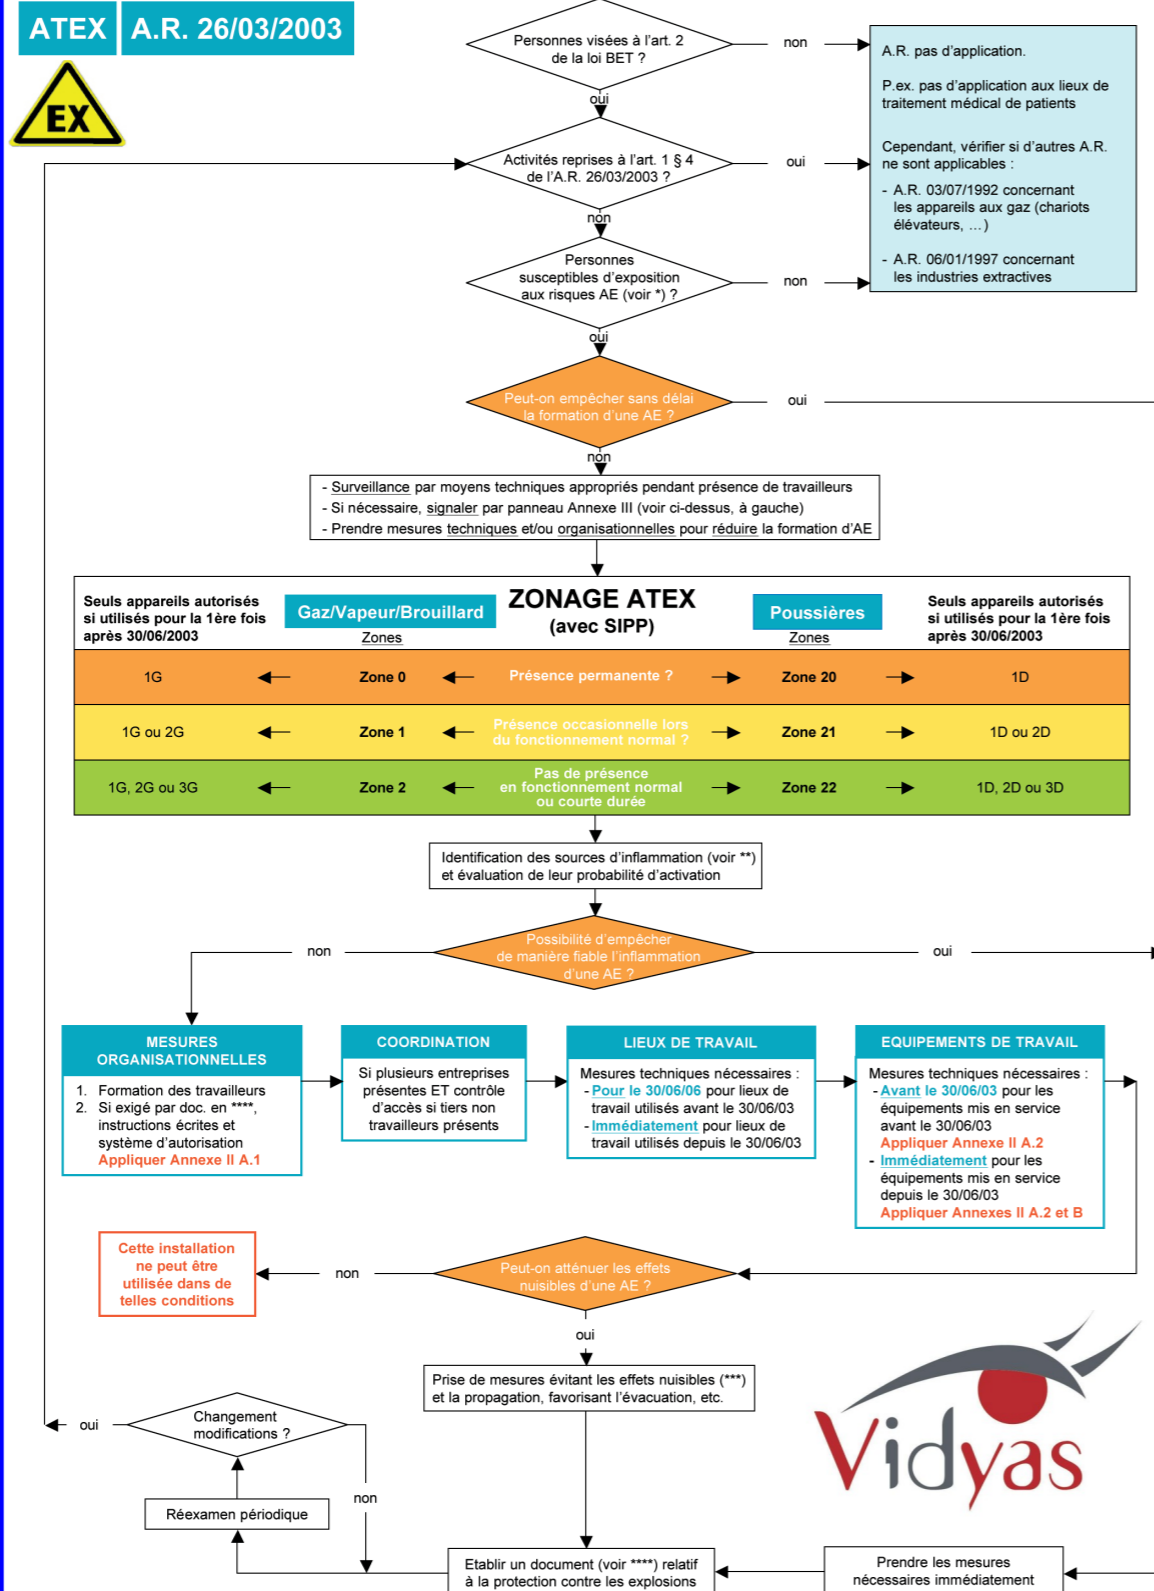 ATEX A.R. 26/03/2003
EX
Personnes visées à l'art. 2
de la loi BET ?
non
oui
A.R. pas d'application.
P.ex. pas d'application aux lieux de
traitement médical de patients
Cependant, vérifier si d'autres A.R.
ne sont applicables :
- A.R. 03/07/1992 concernant
les appareils aux gaz (chariots
élévateurs, …)
- A.R. 06/01/1997 concernant
les industries extractives
Activités reprises à l'art. 1 § 4
de l'A.R. 26/03/2003 ?
oui
non
Personnes
susceptibles d'exposition
aux risques AE (voir *) ?
non
oui
Peut-on empêcher sans délai
la formation d'une AE ?
oui
non
- Surveillance par moyens techniques appropriés pendant présence de travailleurs
- Si nécessaire, signaler par panneau Annexe III (voir ci-dessus, à gauche)
- Prendre mesures techniques et/ou organisationnelles pour réduire la formation d'AE
ZONAGE ATEX
(avec SIPP)
Seuls appareils autorisés
si utilisés pour la 1ère fois
après 30/06/2003
Gaz/Vapeur/Brouillard
Zones
Poussières
Zones
Seuls appareils autorisés
si utilisés pour la 1ère fois
après 30/06/2003
1G Zone 0 Présence permanente ? Zone 20 1D
1G ou 2G Zone 1 Présence occasionnelle lors
du fonctionnement normal ? Zone 21 1D ou 2D
1G, 2G ou 3G Zone 2 Pas de présence
en fonctionnement normal
ou courte durée Zone 22 1D, 2D ou 3D
Identification des sources d'inflammation (voir **)
et évaluation de leur probabilité d'activation
Possibilité d'empêcher
de manière fiable l'inflammation
d'une AE ?
non
oui
MESURES
ORGANISATIONNELLES
1. Formation des travailleurs
2. Si exigé par doc. en ****,
instructions écrites et
système d'autorisation
Appliquer Annexe II A.1
COORDINATION
Si plusieurs entreprises
présentes ET contrôle
d'accès si tiers non
travailleurs présents
LIEUX DE TRAVAIL
Mesures techniques nécessaires :
- Pour le 30/06/06 pour lieux de
travail utilisés avant le 30/06/03
- Immédiatement pour lieux de
travail utilisés depuis le 30/06/03
EQUIPEMENTS DE TRAVAIL
Mesures techniques nécessaires :
- Avant le 30/06/03 pour les
équipements mis en service
avant le 30/06/03
Appliquer Annexe II A.2
- Immédiatement pour les
équipements mis en service
depuis le 30/06/03
Appliquer Annexes II A.2 et B
Peut-on atténuer les effets
nuisibles d'une AE ?
non
Cette installation
ne peut être
utilisée dans de
telles conditions
oui
Prise de mesures évitant les effets nuisibles (***)
et la propagation, favorisant l'évacuation, etc.
Changement
modifications ?
oui
non
Réexamen périodique
Etablir un document (voir ****) relatif
à la protection contre les explosions
Prendre les mesures
nécessaires immédiatement
Vidyas